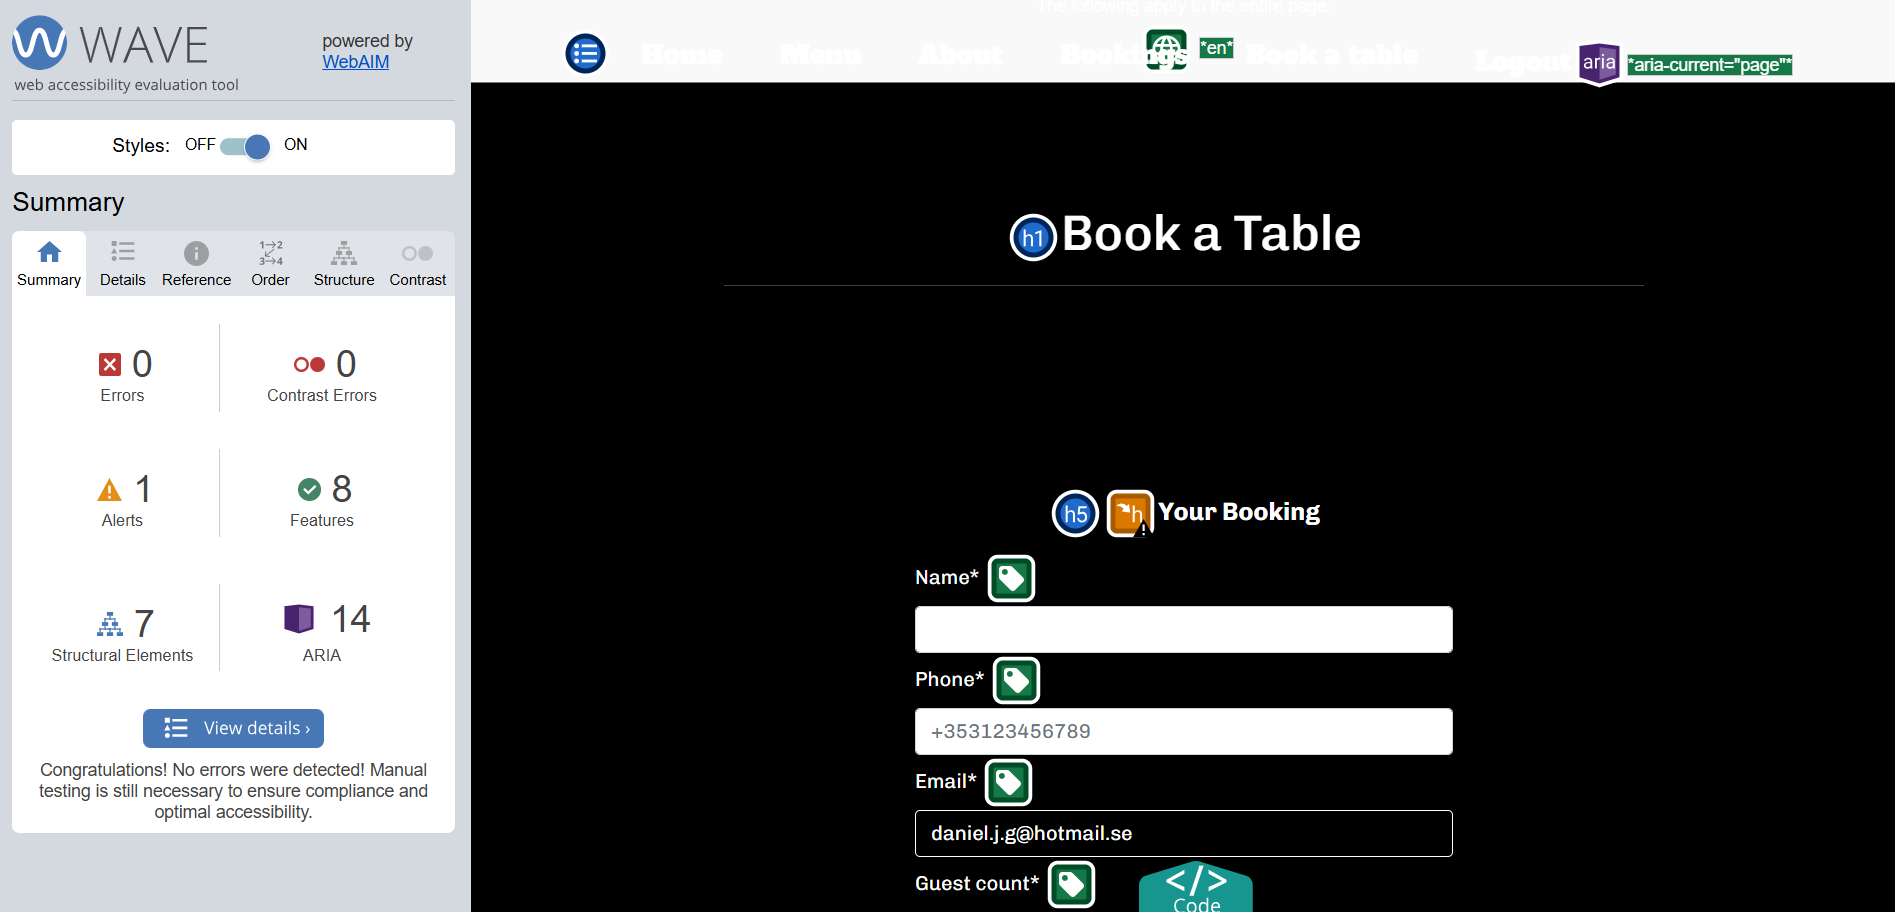 WAVE
web accessibility evaluation tool
powered by
WebAIM
Styles: OFF ON
Summary
1 2
3 4
Summary Details Reference Order Structure Contrast
0
Errors
0
Contrast Errors
1
Alerts
8
Features
7
Structural Elements
14
ARIA
View details ›
Congratulations! No errors were detected! Manual
testing is still necessary to ensure compliance and
optimal accessibility.
The following apply to the entire page:
Home Menu About Bookings *en* Book a table Logout aria *aria-current="page"*
h1 Book a Table
h5 h Your Booking
Name*
Phone*
+353123456789
Email*
daniel.j.g@hotmail.se
Guest count*
</>
Code